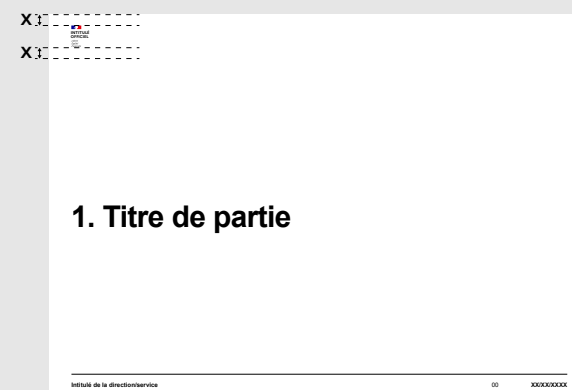 X
INTITULÉ
OFFICIEL
X
1. Titre de partie
Intitulé de la direction/service 00 XX/XX/XXXX